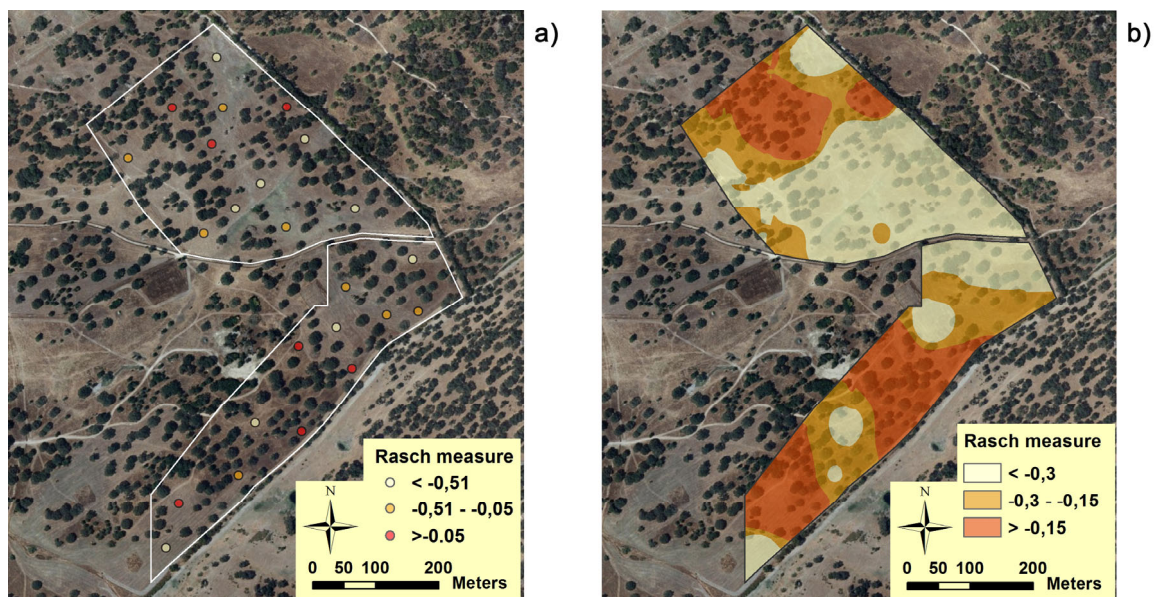 a)
Rasch measure
< -0,51
-0,51 - -0,05
>-0.05
N
0 50 100 200
Meters
b)
Rasch measure
< -0,3
-0,3 - -0,15
> -0,15
N
0 50 100 200
Meters